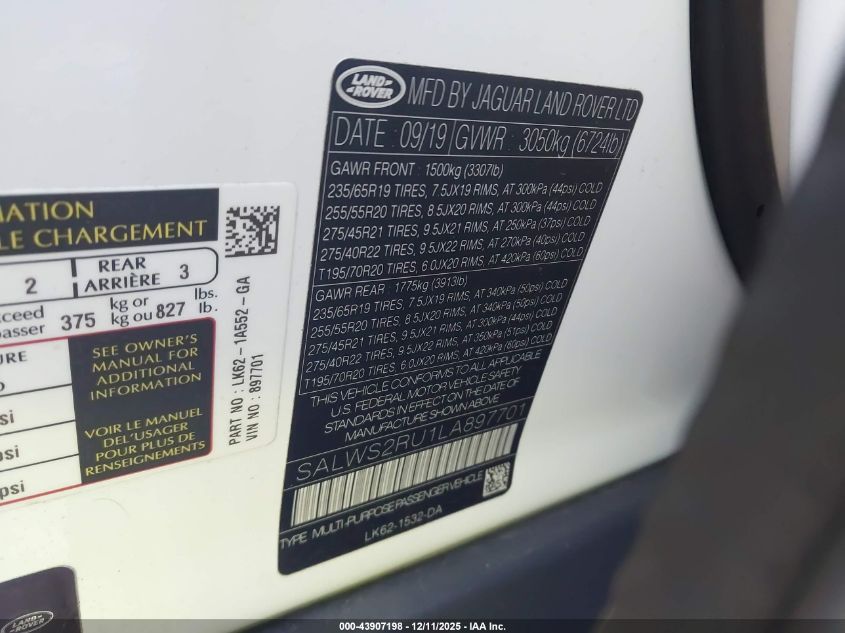 MATION
LE CHARGEMENT
2
REAR
ARRIÈRE 3
xceed
passer 375 kg or
kg ou 827 lbs.
lb.
SURE
D
SEE OWNER'S
MANUAL FOR
ADDITIONAL
INFORMATION
psi
psi
psi
VOIR LE MANUEL
DEL'USAGER
POUR PLUS DE
RENSEIGNEMENTS
PART NO : LK62-1A552-GA
VIN NO : 897701
LAND ROVER MFD BY JAGUAR LAND ROVER LTD
DATE : 09/19 GVWR : 3050kg (6724lb)
GAWR FRONT : 1500kg (3307lb)
235/65R19 TIRES, 7.5JX19 RIMS, AT 300kPa (44psi) COLD
255/55R20 TIRES, 8.5JX20 RIMS, AT 300kPa (44psi) COLD
275/45R21 TIRES, 9.5JX21 RIMS, AT 250kPa (37psi) COLD
275/40R22 TIRES, 9.5JX22 RIMS, AT 270kPa (40psi) COLD
T195/70R20 TIRES, 6.0JX20 RIMS, AT 420kPa (60psi) COLD
GAWR REAR : 1775kg (3913lb)
235/65R19 TIRES, 7.5JX19 RIMS, AT 340kPa (50psi) COLD
255/55R20 TIRES, 8.5JX20 RIMS, AT 340kPa (50psi) COLD
275/45R21 TIRES, 9.5JX21 RIMS, AT 300kPa (44psi) COLD
275/40R22 TIRES, 9.5JX22 RIMS, AT 350kPa (51psi) COLD
T195/70R20 TIRES, 6.0JX20 RIMS, AT 420kPa (60psi) COLD
THIS VEHICLE CONFORMS TO ALL APPLICABLE
U.S. FEDERAL MOTOR VEHICLE SAFETY
STANDARDS IN EFFECT ON THE DATE OF
MANUFACTURE SHOWN ABOVE
SALWS2RU1LA897701
TYPE MULTI-PURPOSE PASSENGER VEHICLE
LK62-1532-DA
LAND ROVER
000-43907198 - 12/11/2025 - IAA Inc.